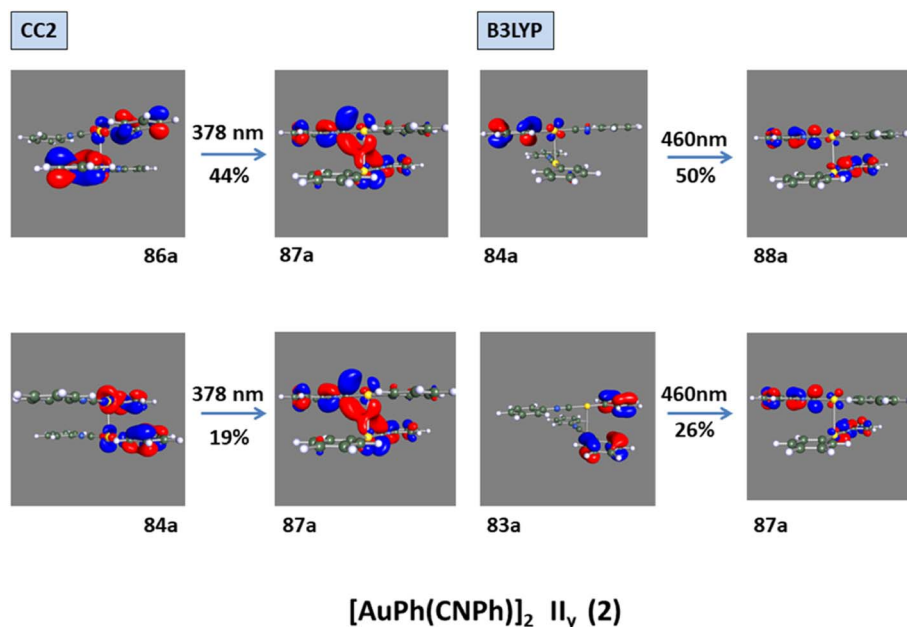 CC2
B3LYP
378 nm
44%
460nm
50%
86a
87a
84a
88a
378 nm
19%
460nm
26%
84a
87a
83a
87a
[AuPh(CNPh)]₂ IIᵧ (2)